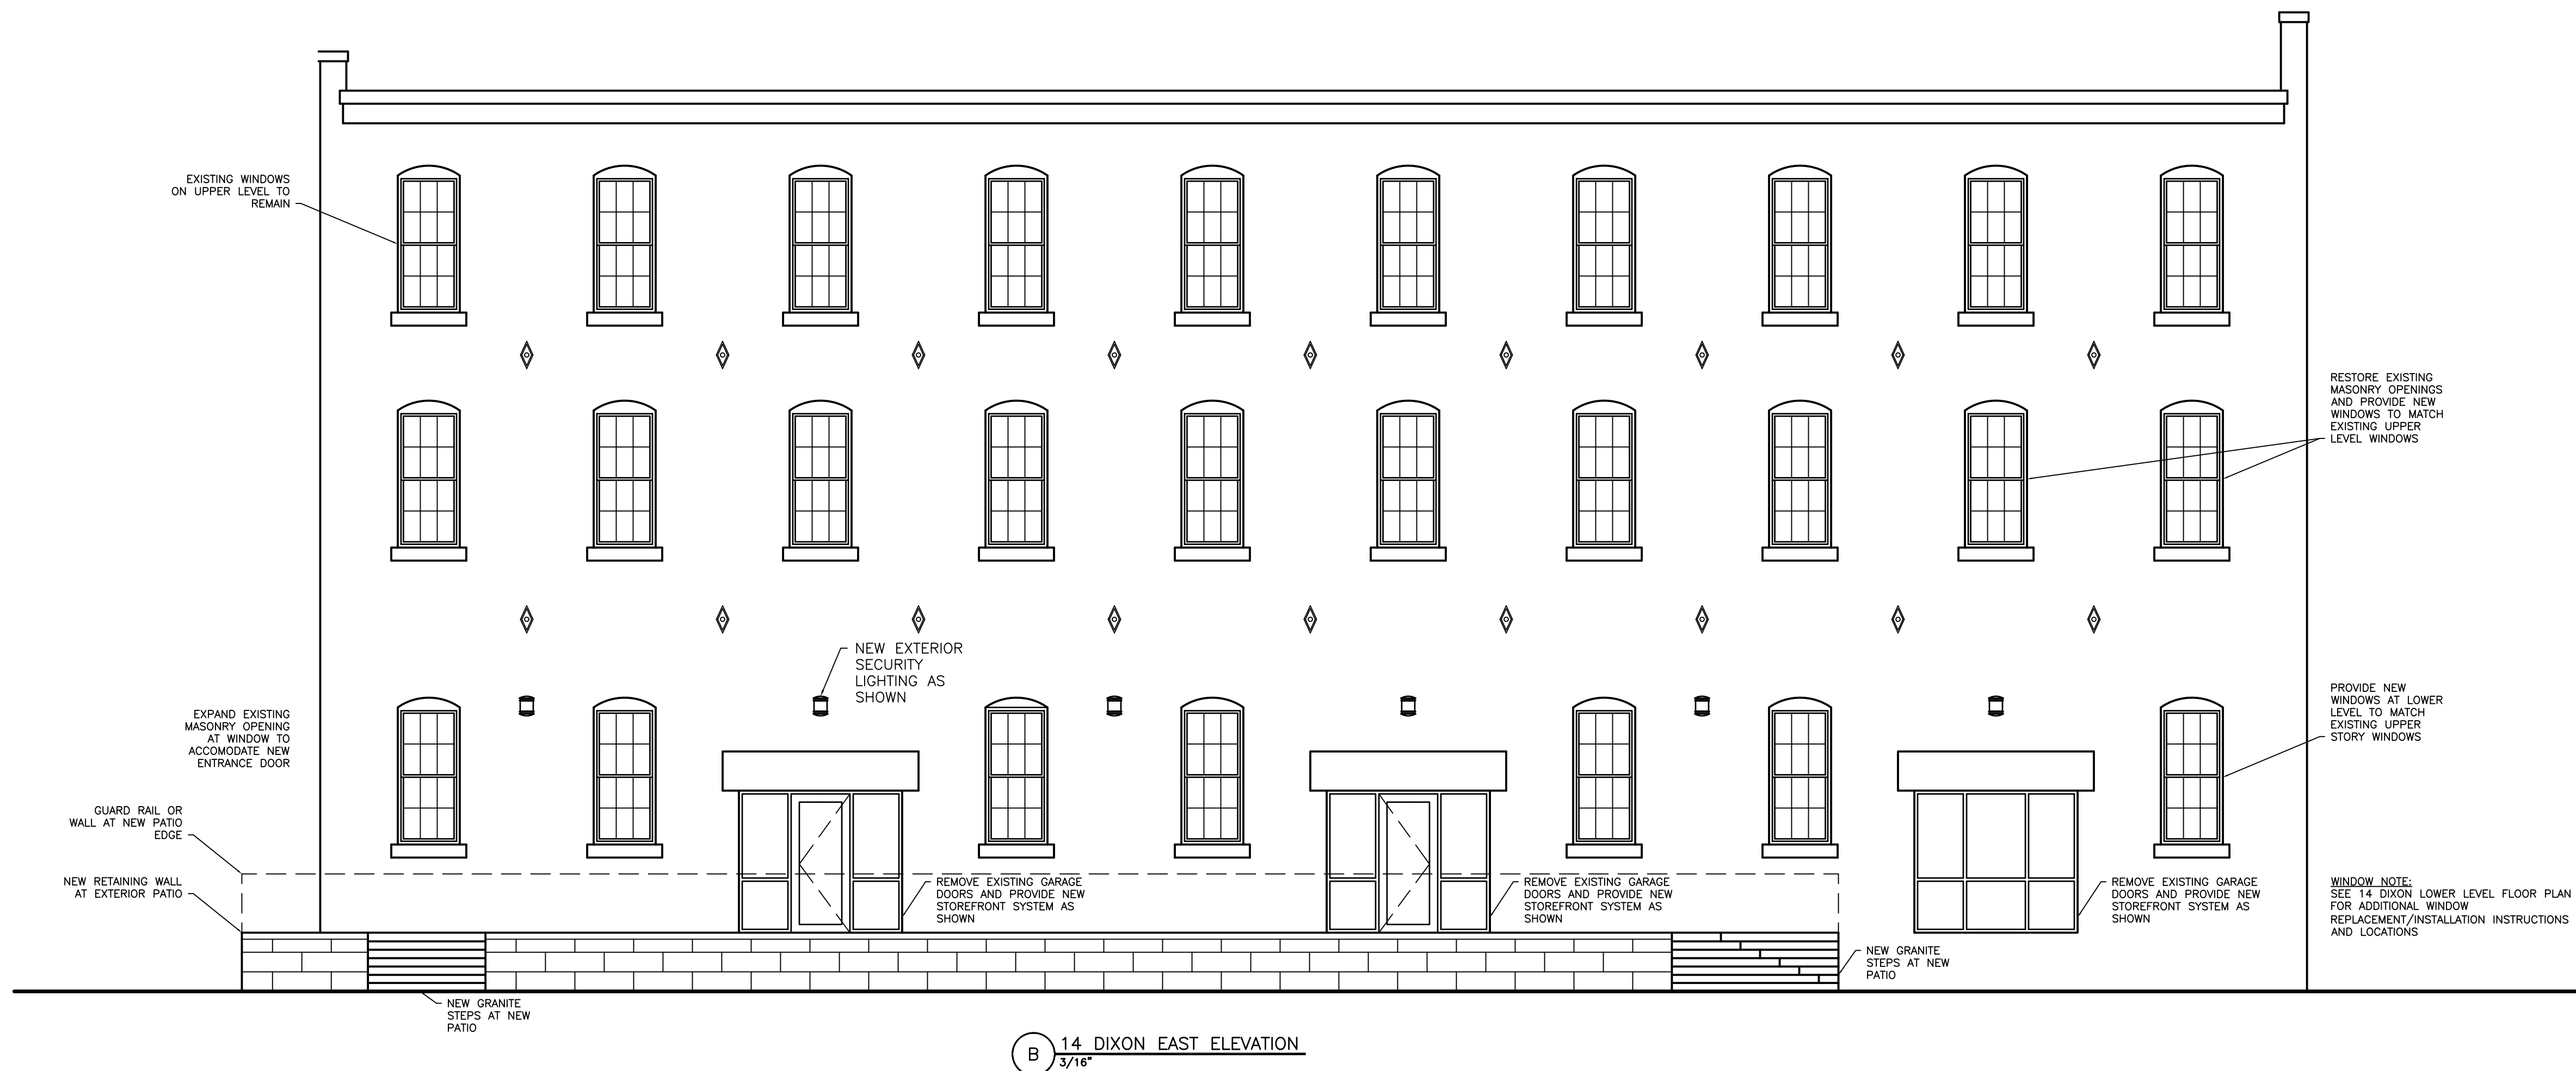 EXISTING WINDOWS
ON UPPER LEVEL TO
REMAIN
RESTORE EXISTING
MASONRY OPENINGS
AND PROVIDE NEW
WINDOWS TO MATCH
EXISTING UPPER
LEVEL WINDOWS
NEW EXTERIOR
SECURITY
LIGHTING AS
SHOWN
EXPAND EXISTING
MASONRY OPENING
AT WINDOW TO
ACCOMODATE NEW
ENTRANCE DOOR
PROVIDE NEW
WINDOWS AT LOWER
LEVEL TO MATCH
EXISTING UPPER
STORY WINDOWS
GUARD RAIL OR
WALL AT NEW PATIO
EDGE
NEW RETAINING WALL
AT EXTERIOR PATIO
REMOVE EXISTING GARAGE
DOORS AND PROVIDE NEW
STOREFRONT SYSTEM AS
SHOWN
REMOVE EXISTING GARAGE
DOORS AND PROVIDE NEW
STOREFRONT SYSTEM AS
SHOWN
REMOVE EXISTING GARAGE
DOORS AND PROVIDE NEW
STOREFRONT SYSTEM AS
SHOWN
WINDOW NOTE:
SEE 14 DIXON LOWER LEVEL FLOOR PLAN
FOR ADDITIONAL WINDOW
REPLACEMENT/INSTALLATION INSTRUCTIONS
AND LOCATIONS
NEW GRANITE
STEPS AT NEW
PATIO
NEW GRANITE
STEPS AT NEW
PATIO
B
14 DIXON EAST ELEVATION
3/16"